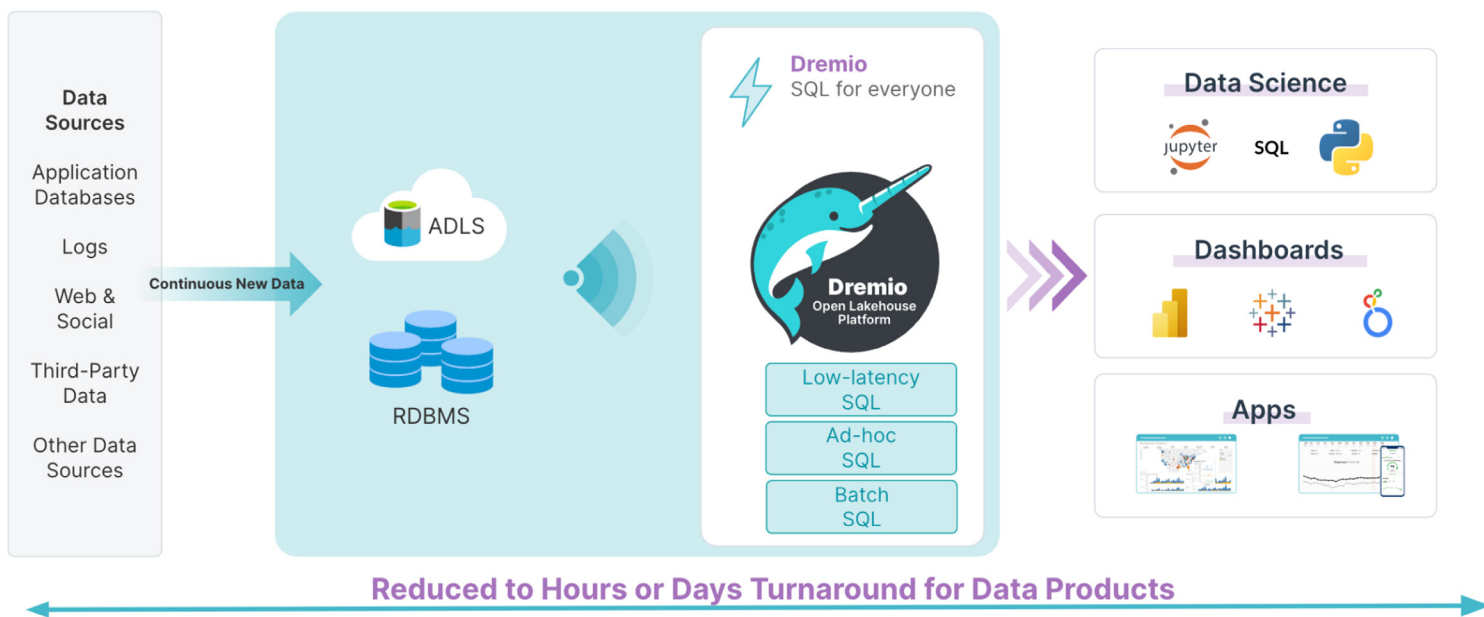 Data
Sources
Application
Databases
Logs
Web &
Social
Third-Party
Data
Other Data
Sources
Continuous New Data
ADLS
RDBMS
Dremio
SQL for everyone
Dremio
Open Lakehouse
Platform
Low-latency
SQL
Ad-hoc
SQL
Batch
SQL
Data Science
jupyter
SQL
Dashboards
Apps
Reduced to Hours or Days Turnaround for Data Products